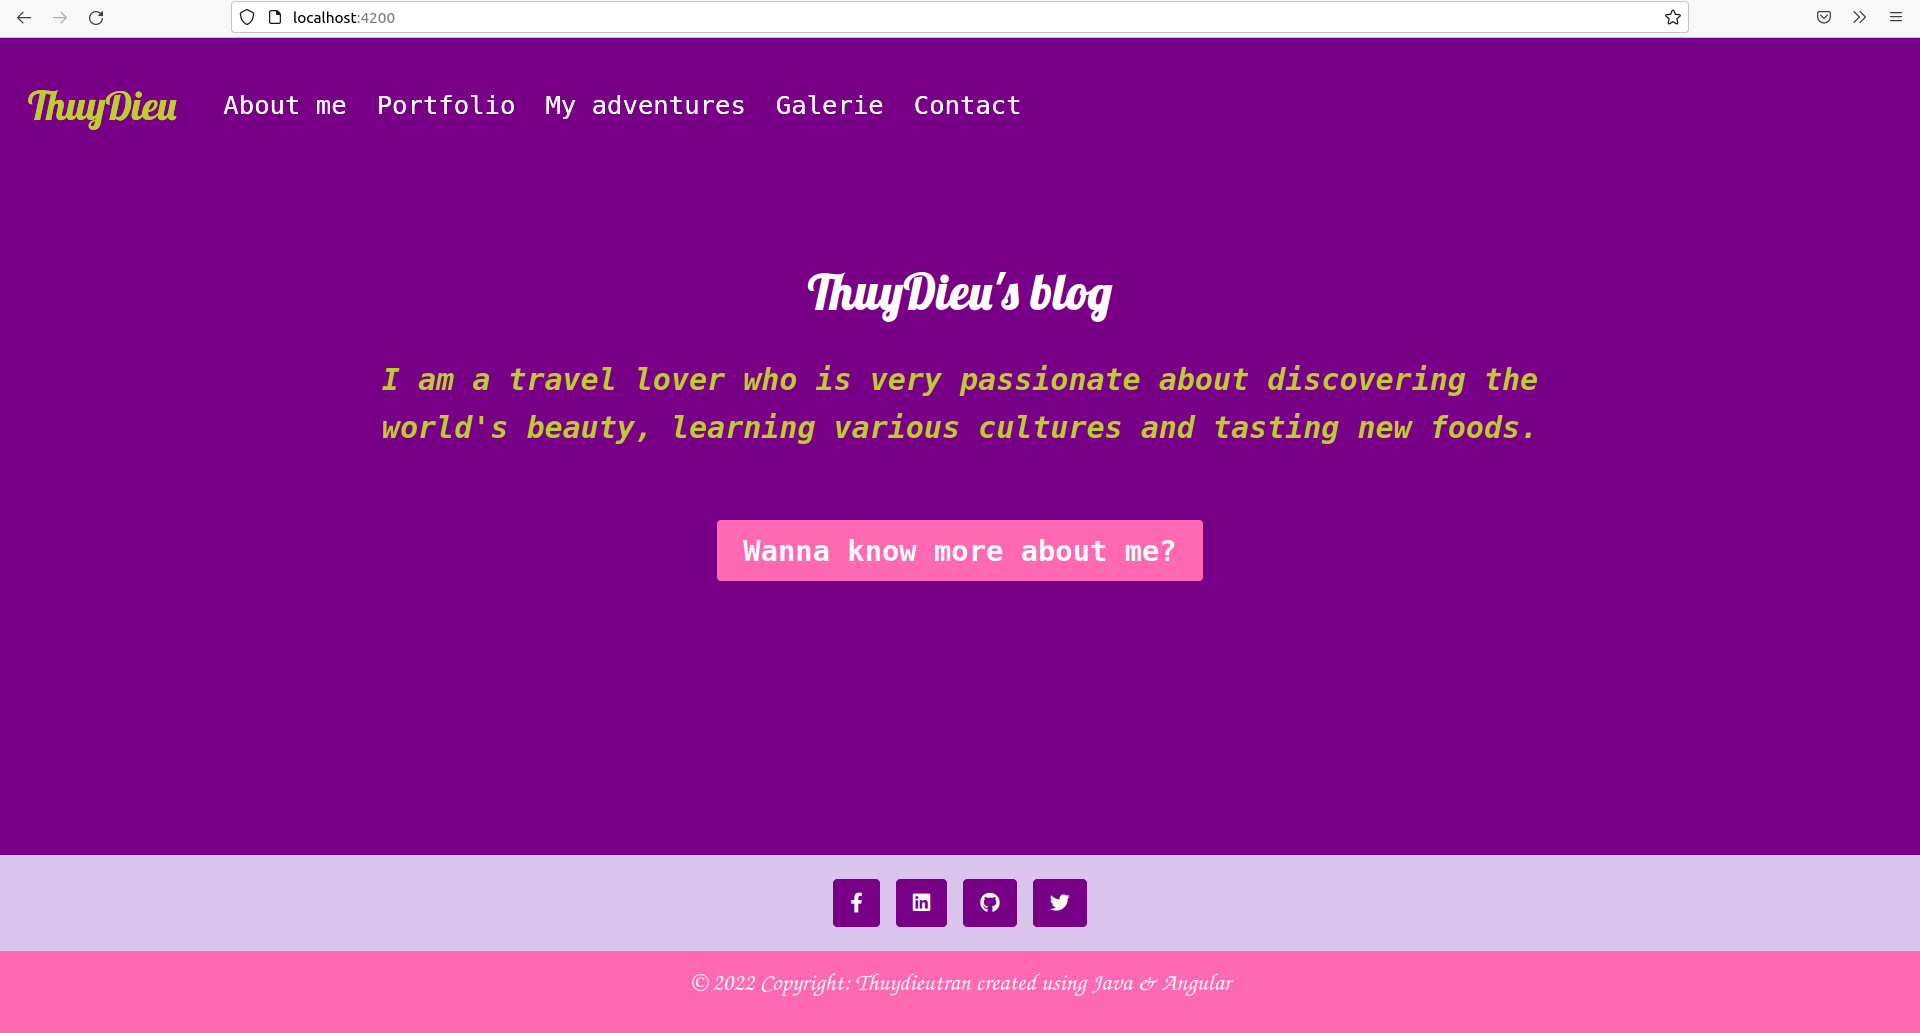 localhost:4200
ThuyDieu About me Portfolio My adventures Galerie Contact
ThuyDieu's blog
I am a travel lover who is very passionate about discovering the
world's beauty, learning various cultures and tasting new foods.
Wanna know more about me?
© 2022 Copyright: Thuydieutran created using Java & Angular